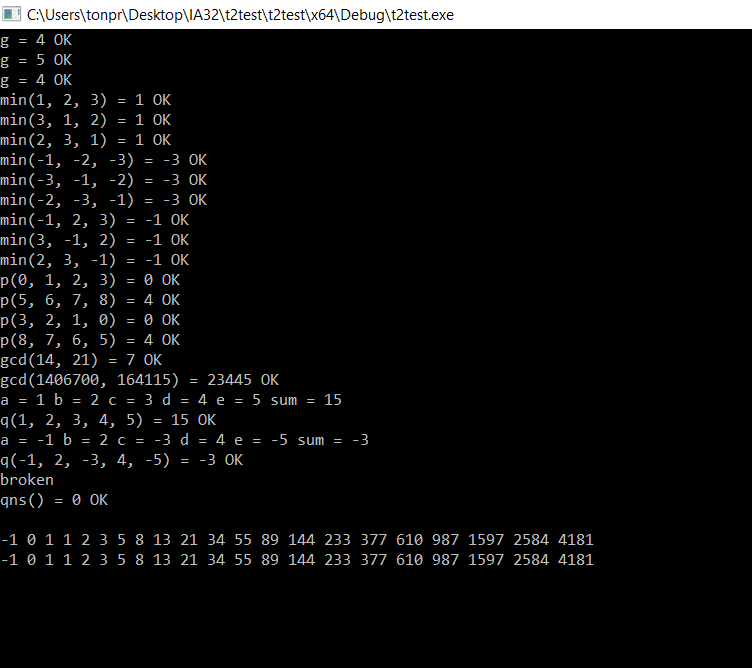 C:\Users\tonpr\Desktop\IA32\t2test\t2test\x64\Debug\t2test.exe
g = 4 OK
g = 5 OK
g = 4 OK
min(1, 2, 3) = 1 OK
min(3, 1, 2) = 1 OK
min(2, 3, 1) = 1 OK
min(-1, -2, -3) = -3 OK
min(-3, -1, -2) = -3 OK
min(-2, -3, -1) = -3 OK
min(-1, 2, 3) = -1 OK
min(3, -1, 2) = -1 OK
min(2, 3, -1) = -1 OK
p(0, 1, 2, 3) = 0 OK
p(5, 6, 7, 8) = 4 OK
p(3, 2, 1, 0) = 0 OK
p(8, 7, 6, 5) = 4 OK
gcd(14, 21) = 7 OK
gcd(1406700, 164115) = 23445 OK
a = 1 b = 2 c = 3 d = 4 e = 5 sum = 15
q(1, 2, 3, 4, 5) = 15 OK
a = -1 b = 2 c = -3 d = 4 e = -5 sum = -3
q(-1, 2, -3, 4, -5) = -3 OK
broken
qns() = 0 OK
-1 0 1 1 2 3 5 8 13 21 34 55 89 144 233 377 610 987 1597 2584 4181
-1 0 1 1 2 3 5 8 13 21 34 55 89 144 233 377 610 987 1597 2584 4181